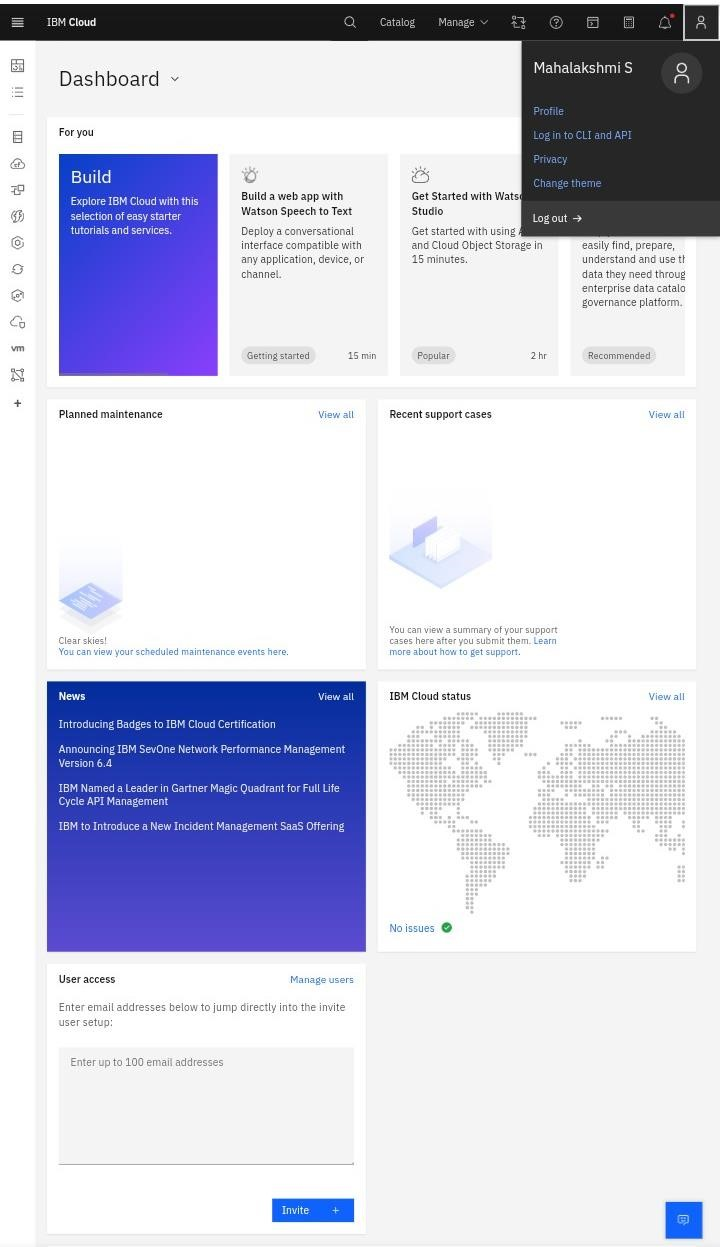 IBM Cloud
Catalog
Manage
Mahalakshmi S
Profile
Log in to CLI and API
Privacy
Change theme
Log out →
Dashboard
For you
Build
Explore IBM Cloud with this
selection of easy starter
tutorials and services.
Build a web app with
Watson Speech to Text
Deploy a conversational
interface compatible with
any application, device, or
channel.
Getting started
15 min
Get Started with
Studio
Get started with using
and Cloud Object Storage in
15 minutes.
Popular
2 hr
easily find, prepare,
understand and use
data they need
enterprise data
governance platform.
Recommended
Planned maintenance
View all
Clear skies!
You can view your scheduled maintenance events here.
Recent support cases
View all
You can view a summary of your support
cases here after you submit them. Learn
more about how to get support.
News
View all
Introducing Badges to IBM Cloud Certification
Announcing IBM SevOne Network Performance Management
Version 6.4
IBM Named a Leader in Gartner Magic Quadrant for Full Life
Cycle API Management
IBM to Introduce a New Incident Management SaaS Offering
IBM Cloud status
View all
No issues
User access
Manage users
Enter email addresses below to jump directly into the invite
user setup:
Enter up to 100 email addresses
Invite +
vm
+